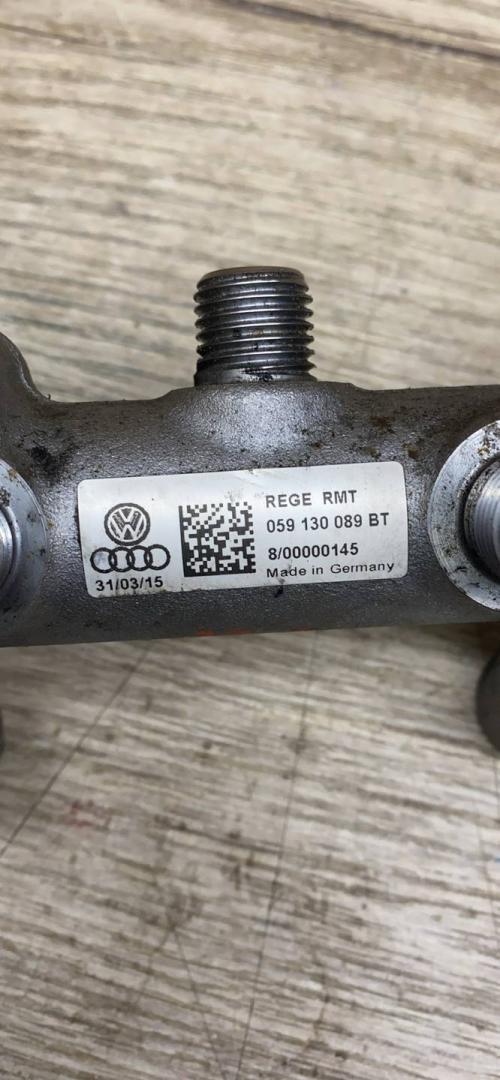 REGE RMT
059 130 089 BT
8/00000145
Made in Germany
31/03/15